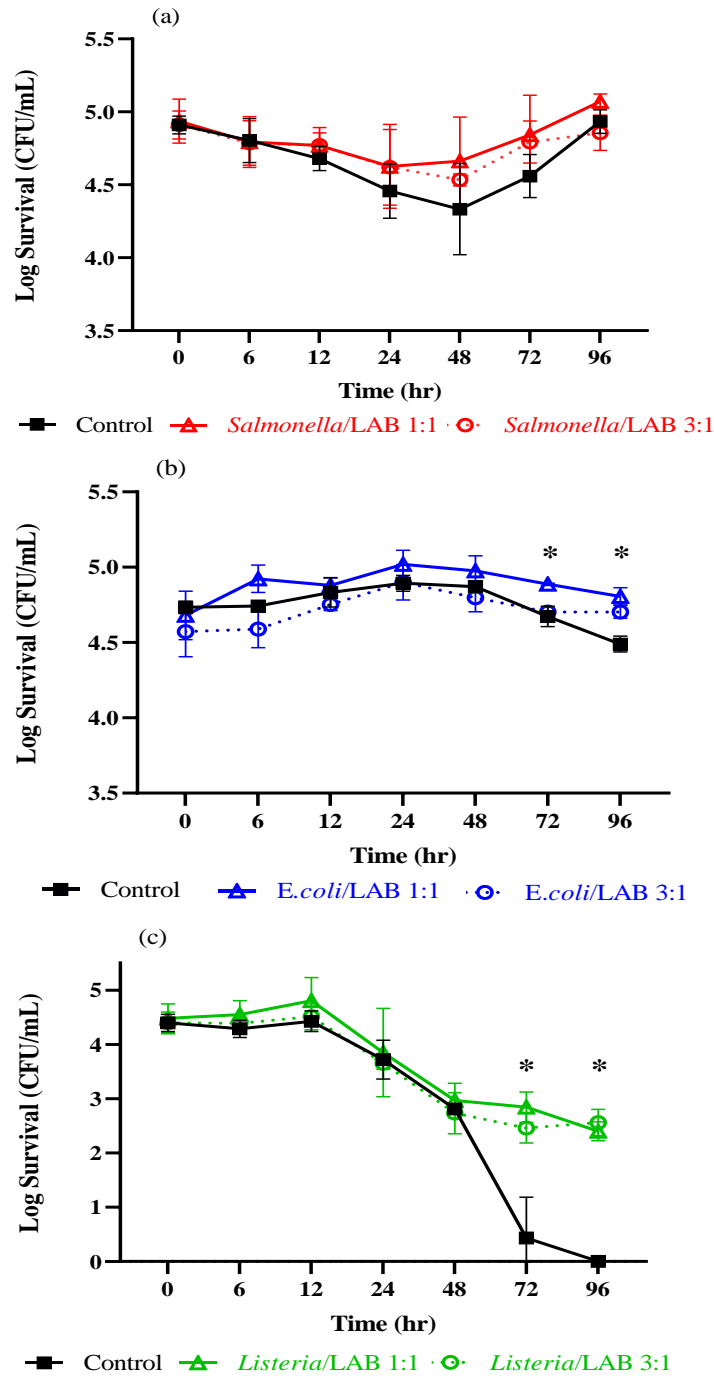 (a)
5.5
5.0
4.5
4.0
3.5
Log Survival (CFU/mL)
0 6 12 24 48 72 96
Time (hr)
Control Salmonella/LAB 1:1 Salmonella/LAB 3:1
(b)
5.5
5.0
4.5
4.0
3.5
Log Survival (CFU/mL)
* *
0 6 12 24 48 72 96
Time (hr)
Control E.coli/LAB 1:1 E.coli/LAB 3:1
(c)
5
4
3
2
1
0
Log Survival (CFU/mL)
* *
0 6 12 24 48 72 96
Time (hr)
Control Listeria/LAB 1:1 Listeria/LAB 3:1